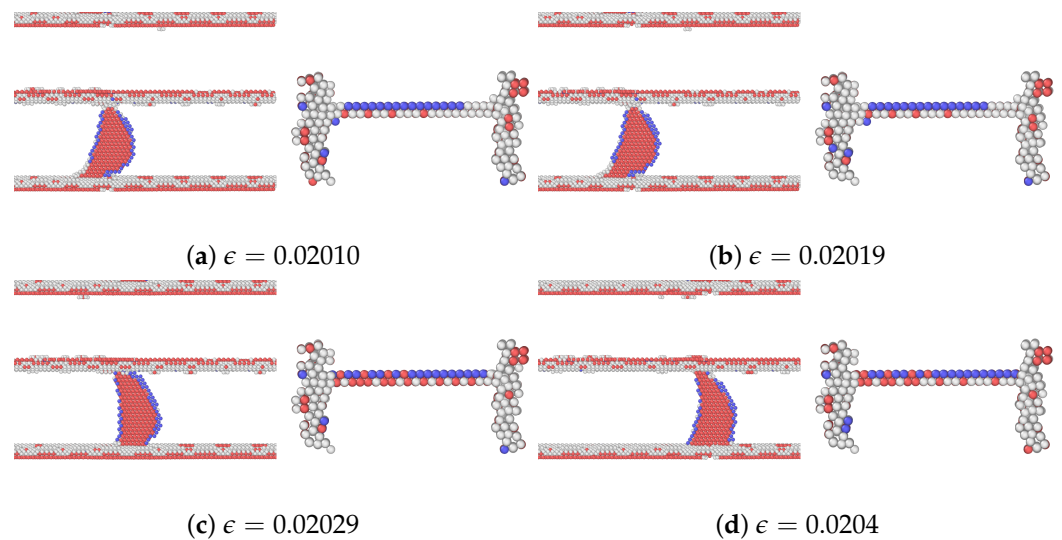 (a) ϵ = 0.02010
(b) ϵ = 0.02019
(c) ϵ = 0.02029
(d) ϵ = 0.0204